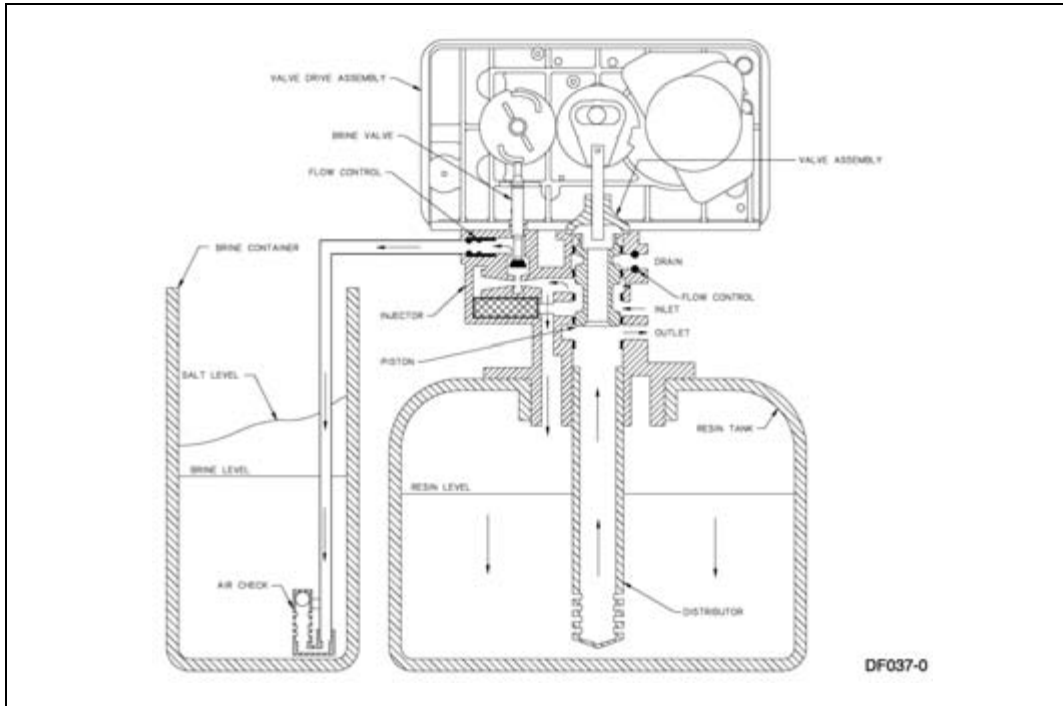 VALVE DRIVE ASSEMBLY
BRINE VALVE
VALVE ASSEMBLY
FLOW CONTROL
BRINE CONTAINER
DRAIN
FLOW CONTROL
INJECTOR
INLET
OUTLET
PISTON
SALT LEVEL
RESIN TANK
BRINE LEVEL
RESIN LEVEL
AIR CHECK
DISTRIBUTOR
DF037-0